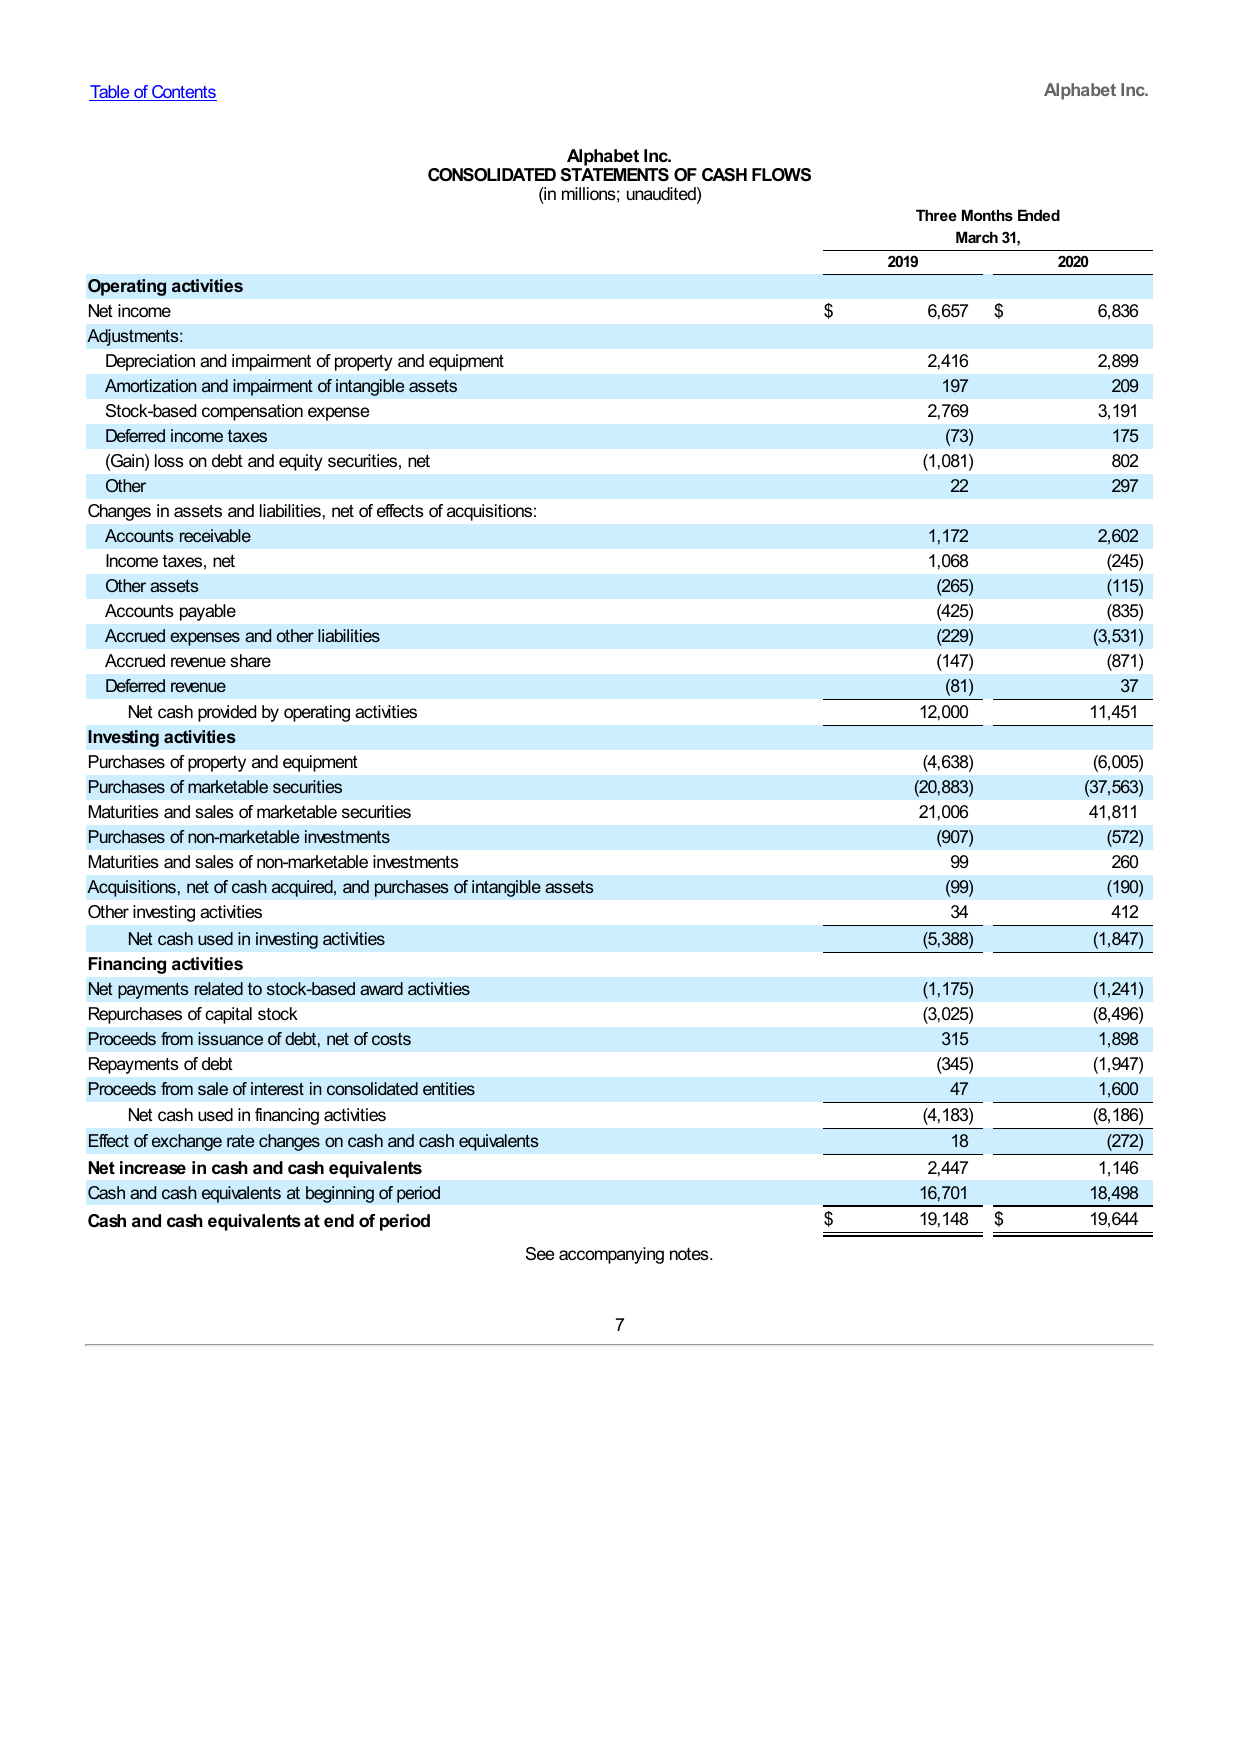 Table of Contents Alphabet Inc.
Alphabet Inc.
CONSOLIDATED STATEMENTS OF CASH FLOWS
(in millions; unaudited)
Three Months Ended
March 31,
2019 2020
Operating activities
Net income $ 6,657 $ 6,836
Adjustments:
Depreciation and impairment of property and equipment 2,416 2,899
Amortization and impairment of intangible assets 197 209
Stock-based compensation expense 2,769 3,191
Deferred income taxes (73) 175
(Gain) loss on debt and equity securities, net (1,081) 802
Other 22 297
Changes in assets and liabilities, net of effects of acquisitions:
Accounts receivable 1,172 2,602
Income taxes, net 1,068 (245)
Other assets (265) (115)
Accounts payable (425) (835)
Accrued expenses and other liabilities (229) (3,531)
Accrued revenue share (147) (871)
Deferred revenue (81) 37
Net cash provided by operating activities 12,000 11,451
Investing activities
Purchases of property and equipment (4,638) (6,005)
Purchases of marketable securities (20,883) (37,563)
Maturities and sales of marketable securities 21,006 41,811
Purchases of non-marketable investments (907) (572)
Maturities and sales of non-marketable investments 99 260
Acquisitions, net of cash acquired, and purchases of intangible assets (99) (190)
Other investing activities 34 412
Net cash used in investing activities (5,388) (1,847)
Financing activities
Net payments related to stock-based award activities (1,175) (1,241)
Repurchases of capital stock (3,025) (8,496)
Proceeds from issuance of debt, net of costs 315 1,898
Repayments of debt (345) (1,947)
Proceeds from sale of interest in consolidated entities 47 1,600
Net cash used in financing activities (4,183) (8,186)
Effect of exchange rate changes on cash and cash equivalents 18 (272)
Net increase in cash and cash equivalents 2,447 1,146
Cash and cash equivalents at beginning of period 16,701 18,498
Cash and cash equivalents at end of period $ 19,148 $ 19,644
See accompanying notes.
7